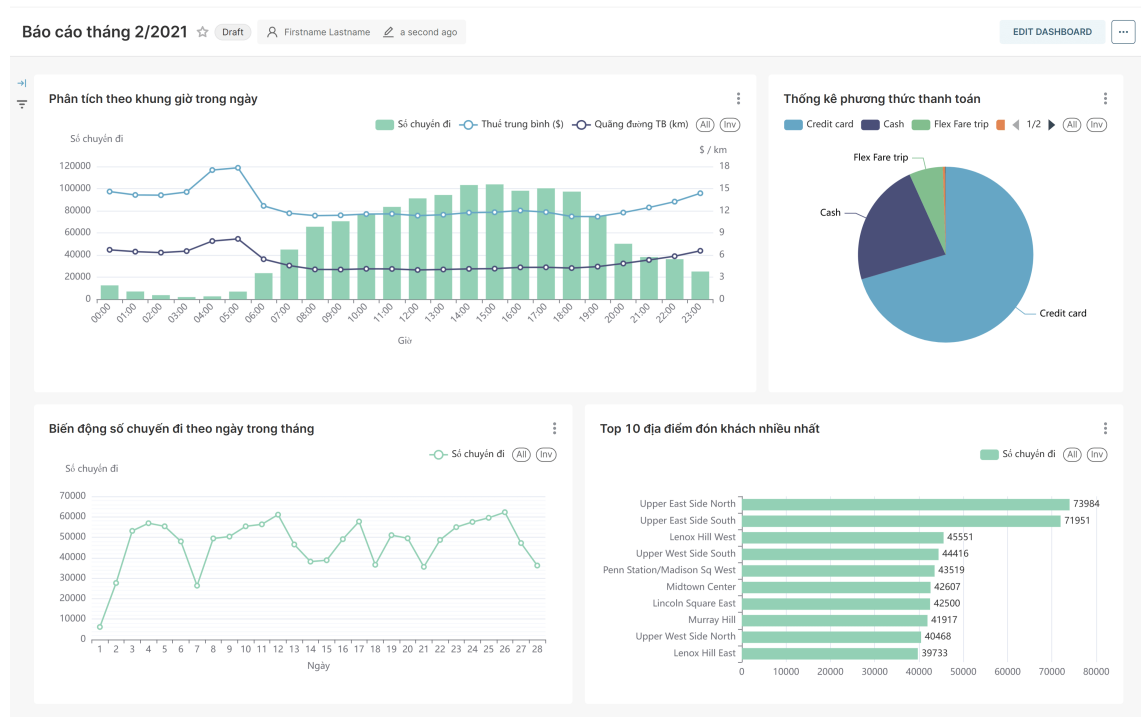 Báo cáo tháng 2/2021 Draft Firstname Lastname a second ago EDIT DASHBOARD ...
Phân tích theo khung giờ trong ngày
Số chuyến đi Thuế trung bình ($) Quãng đường TB (km) All Inv
Số chuyến đi
$ / km
120000 18
100000 15
80000 12
60000 9
40000 6
20000 3
0 0
00:00 01:00 02:00 03:00 04:00 05:00 06:00 07:00 08:00 09:00 10:00 11:00 12:00 13:00 14:00 15:00 16:00 17:00 18:00 19:00 20:00 21:00 22:00 23:00
Giờ
Thống kê phương thức thanh toán
Credit card Cash Flex Fare trip 1/2 All Inv
Flex Fare trip
Cash
Credit card
Biến động số chuyến đi theo ngày trong tháng
Số chuyến đi All Inv
Số chuyến đi
70000
60000
50000
40000
30000
20000
10000
0
1 2 3 4 5 6 7 8 9 10 11 12 13 14 15 16 17 18 19 20 21 22 23 24 25 26 27 28
Ngày
Top 10 địa điểm đón khách nhiều nhất
Số chuyến đi All Inv
Upper East Side North 73984
Upper East Side South 71951
Lenox Hill West 45551
Upper West Side South 44416
Penn Station/Madison Sq West 43519
Midtown Center 42607
Lincoln Square East 42500
Murray Hill 41917
Upper West Side North 40468
Lenox Hill East 39733
0 10000 20000 30000 40000 50000 60000 70000 80000